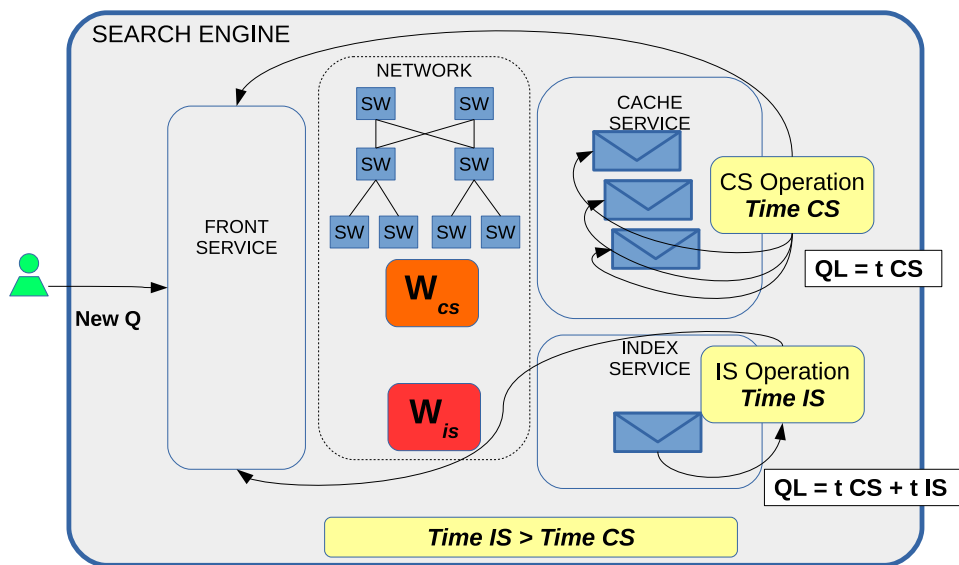 SEARCH ENGINE
NETWORK
SW
SW
SW
SW
SW
SW
SW
SW
CACHE
SERVICE
CS Operation
Time CS
QL = t CS
FRONT
SERVICE
New Q
W cs
W is
INDEX
SERVICE
IS Operation
Time IS
QL = t CS + t IS
Time IS > Time CS